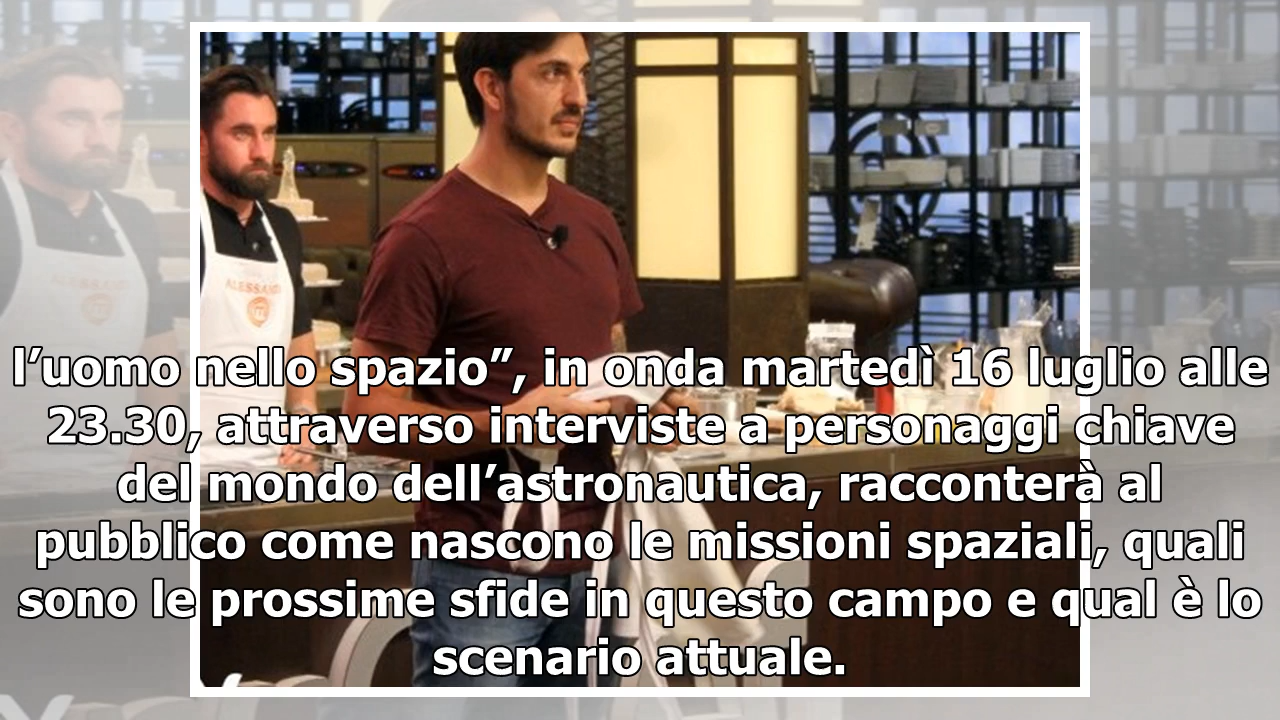 ALESSAND
l’uomo nello spazio”, in onda martedì 16 luglio alle
23.30, attraverso interviste a personaggi chiave
del mondo dell’astronautica, racconterà al
pubblico come nascono le missioni spaziali, quali
sono le prossime sfide in questo campo e qual è lo
scenario attuale.